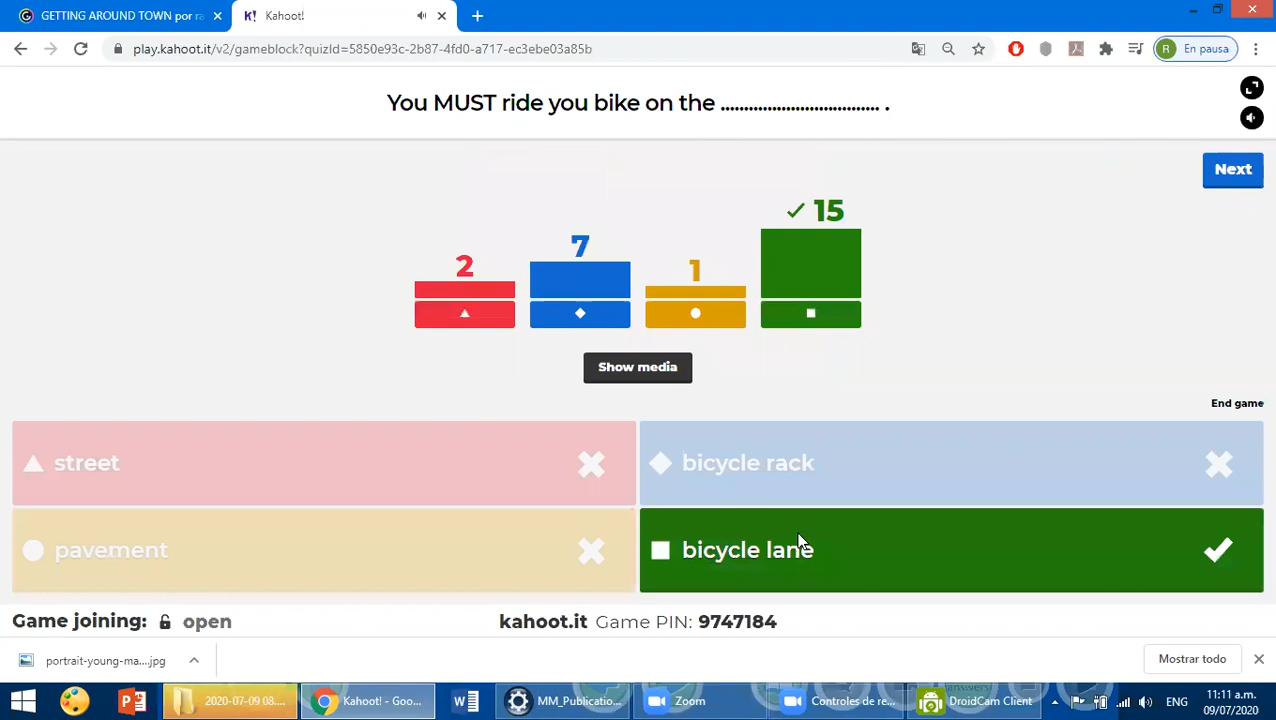 GETTING AROUND TOWN por ra
Kahoot!
play.kahoot.it/v2/gameblock?quizId=5850e93c-2b87-4fd0-a717-ec3ebe03a85b
R
En pausa
You MUST ride you bike on the ................................. .
Next
2
7
1
15
Show media
End game
street
bicycle rack
pavement
bicycle lane
Game joining: open
kahoot.it Game PIN: 9747184
portrait-young-ma....jpg
Mostrar todo
2020-07-09 08....
Kahoot! - Goo...
MM_Publicatio...
Zoom
Controles de re...
DroidCam Client
ENG
11:11 a.m.
09/07/2020